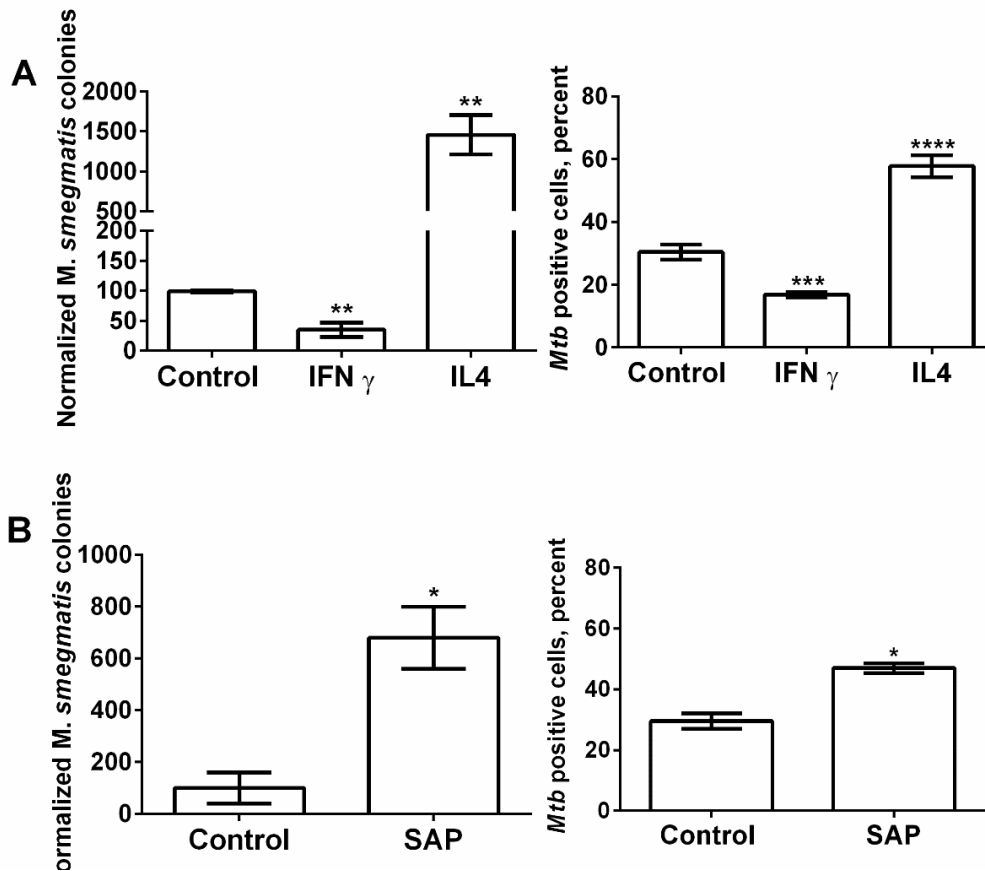 A
Normalized M. smegmatis colonies
2000
1500
1000
500
200
150
100
50
0
**
**
Control
IFN γ
IL4
Mtb positive cells, percent
80
60
40
20
0
***
****
Control
IFN γ
IL4
B
ormalized M. smegmatis colonies
1000
800
600
400
200
0
*
Control
SAP
Mtb positive cells, percent
80
60
40
20
0
*
Control
SAP